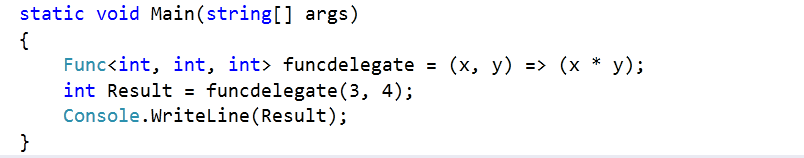 static void Main(string[] args)
{
    Func<int, int, int> funcdelegate = (x, y) => (x * y);
    int Result = funcdelegate(3, 4);
    Console.WriteLine(Result);
}